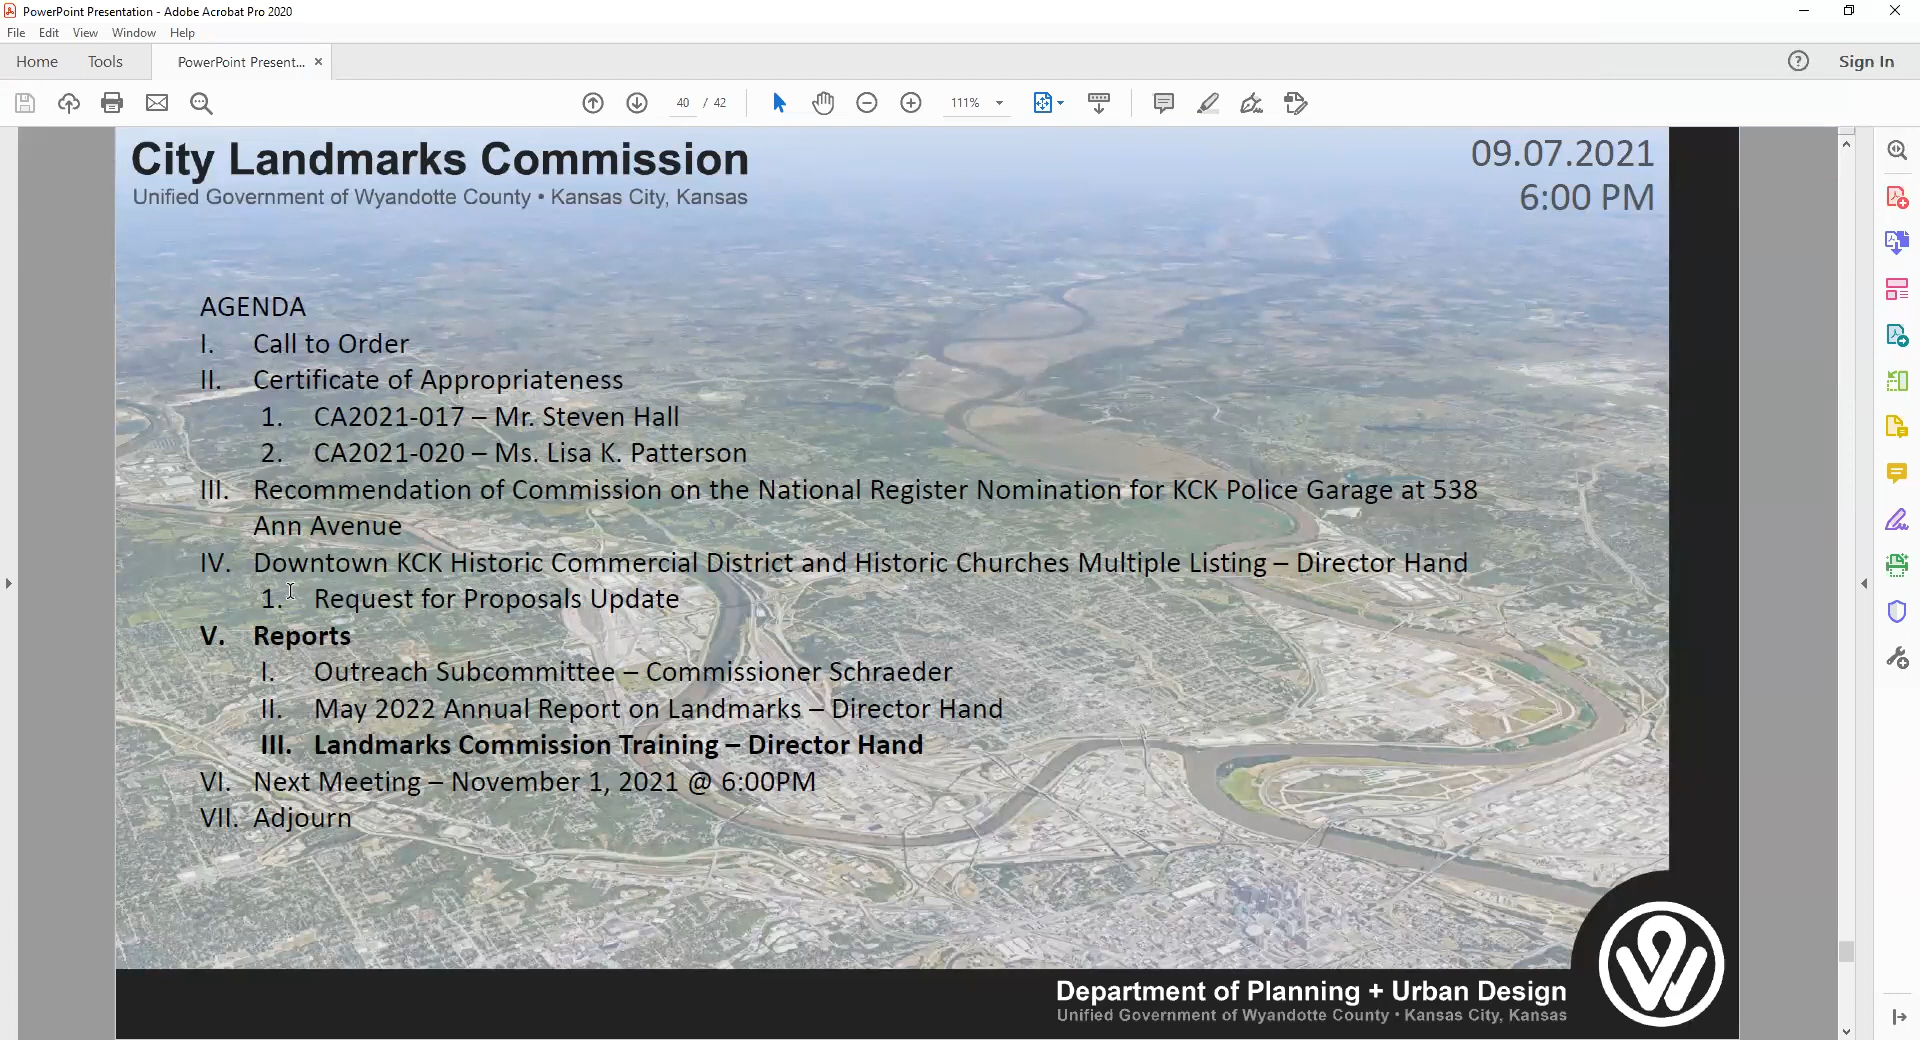 PowerPoint Presentation - Adobe Acrobat Pro 2020
File Edit View Window Help
Home Tools PowerPoint Present... × ? Sign In
40 / 42 111%
City Landmarks Commission
Unified Government of Wyandotte County • Kansas City, Kansas
09.07.2021
6:00 PM
AGENDA
I. Call to Order
II. Certificate of Appropriateness
1. CA2021-017 – Mr. Steven Hall
2. CA2021-020 – Ms. Lisa K. Patterson
III. Recommendation of Commission on the National Register Nomination for KCK Police Garage at 538
Ann Avenue
IV. Downtown KCK Historic Commercial District and Historic Churches Multiple Listing – Director Hand
1. Request for Proposals Update
V. Reports
I. Outreach Subcommittee – Commissioner Schraeder
II. May 2022 Annual Report on Landmarks – Director Hand
III. Landmarks Commission Training – Director Hand
VI. Next Meeting – November 1, 2021 @ 6:00PM
VII. Adjourn
Department of Planning + Urban Design
Unified Government of Wyandotte County • Kansas City, Kansas